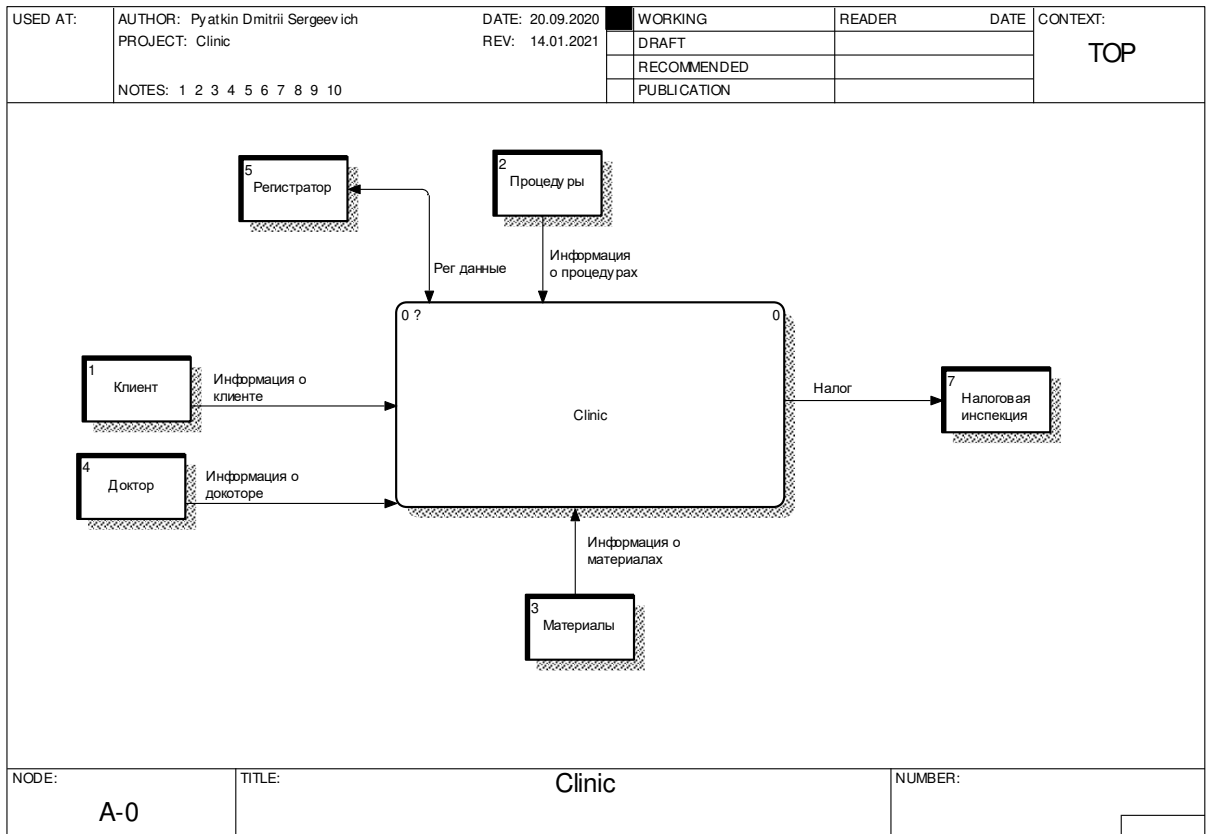 USED AT:
AUTHOR: Pyatkin Dmitrii Sergeevich
DATE: 20.09.2020
WORKING
READER
DATE
CONTEXT:
PROJECT: Clinic
REV: 14.01.2021
DRAFT
TOP
RECOMMENDED
NOTES: 1 2 3 4 5 6 7 8 9 10
PUBLICATION
5
Регистратор
2
Процедуры
Рег данные
Информация
о процедурах
0 ?
0
Clinic
1
Клиент
Информация о
клиенте
4
Доктор
Информация о
докоторе
Налог
7
Налоговая
инспекция
Информация о
материалах
3
Материалы
NODE:
A-0
TITLE:
Clinic
NUMBER: